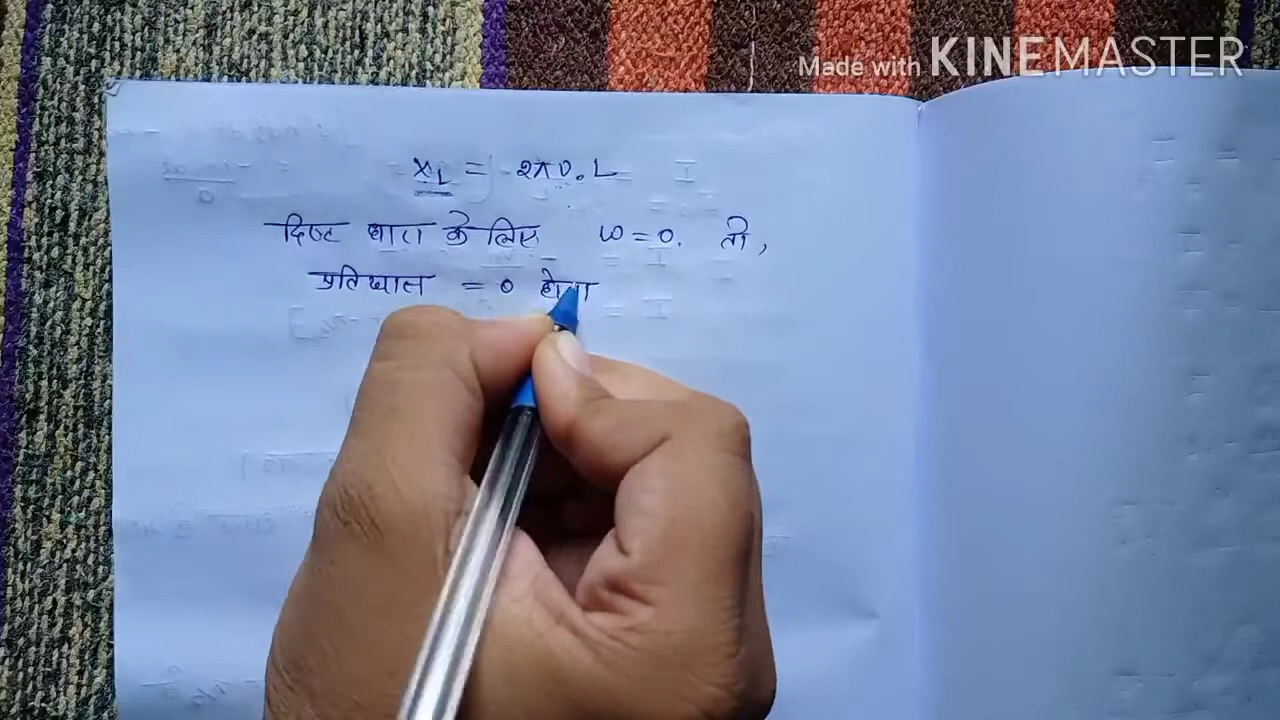 Made with KINEMASTER
X_L = 2πν.L
दिष्ट धारा के लिए ω = 0. तो,
प्रतिघात = 0 होगा